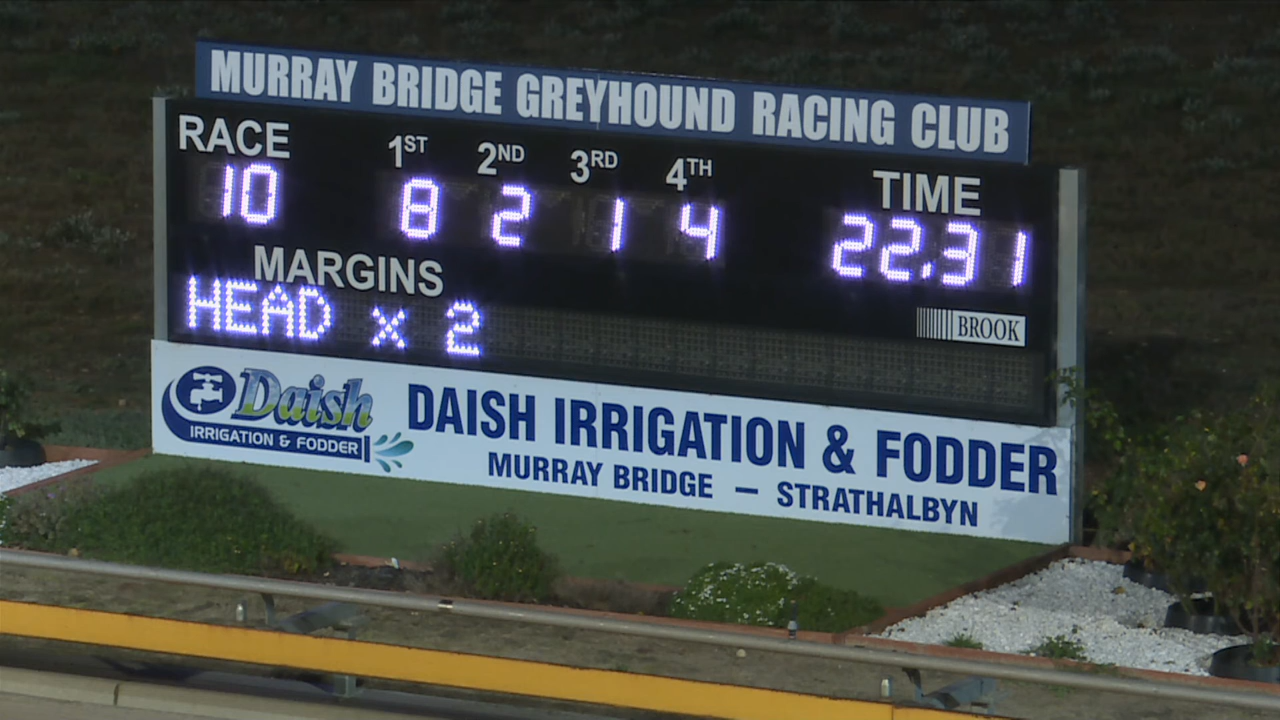 MURRAY BRIDGE GREYHOUND RACING CLUB
RACE 1ST 2ND 3RD 4TH TIME
10 8 2 1 4 22.31
MARGINS
HEAD x 2
BROOK
Daish
IRRIGATION & FODDER
DAISH IRRIGATION & FODDER
MURRAY BRIDGE – STRATHALBYN